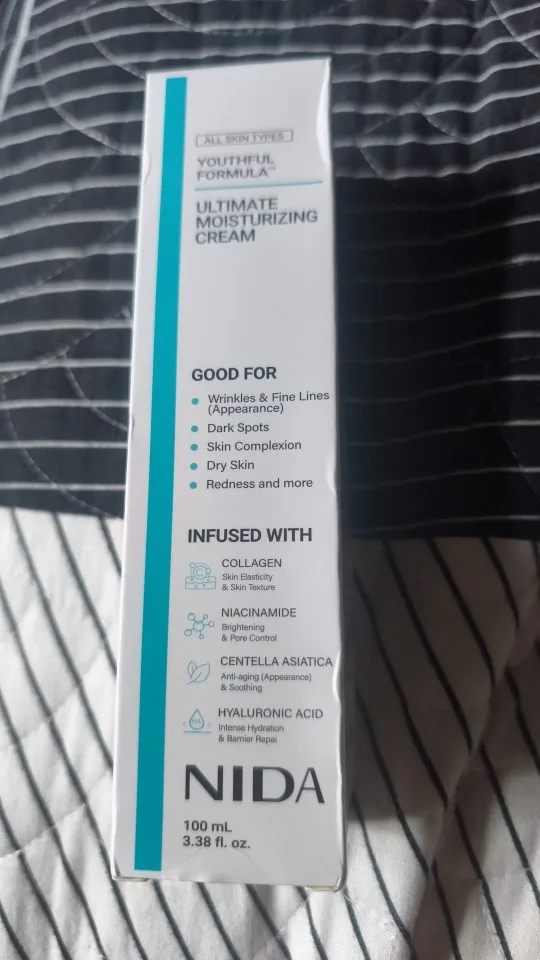 ALL SKIN TYPES
YOUTHFUL
FORMULA™
ULTIMATE
MOISTURIZING
CREAM
GOOD FOR
Wrinkles & Fine Lines
(Appearance)
Dark Spots
Skin Complexion
Dry Skin
Redness and more
INFUSED WITH
COLLAGEN
Skin Elasticity
& Skin Texture
NIACINAMIDE
Brightening
& Pore Control
CENTELLA ASIATICA
Anti-aging (Appearance)
& Soothing
HA
HYALURONIC ACID
Intense Hydration
& Barrier Repai
NIDA
100 mL
3.38 fl. oz.